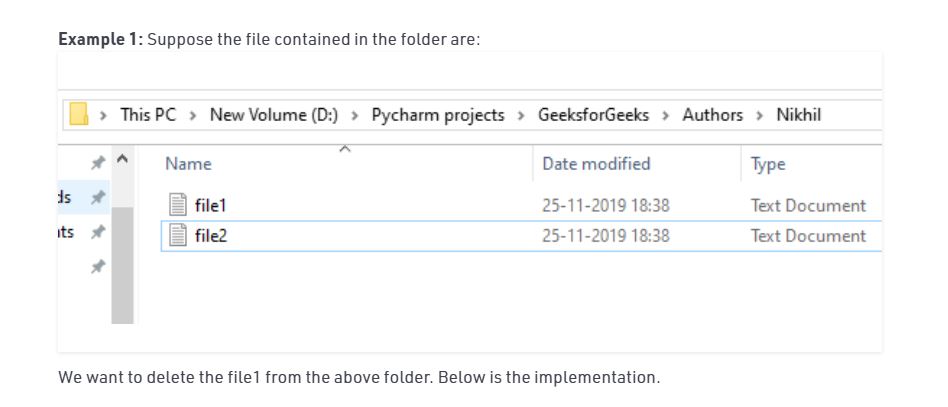 Example 1: Suppose the file contained in the folder are:
This PC > New Volume (D:) > Pycharm projects > GeeksforGeeks > Authors > Nikhil
Name Date modified Type
ds file1 25-11-2019 18:38 Text Document
nts file2 25-11-2019 18:38 Text Document
We want to delete the file1 from the above folder. Below is the implementation.